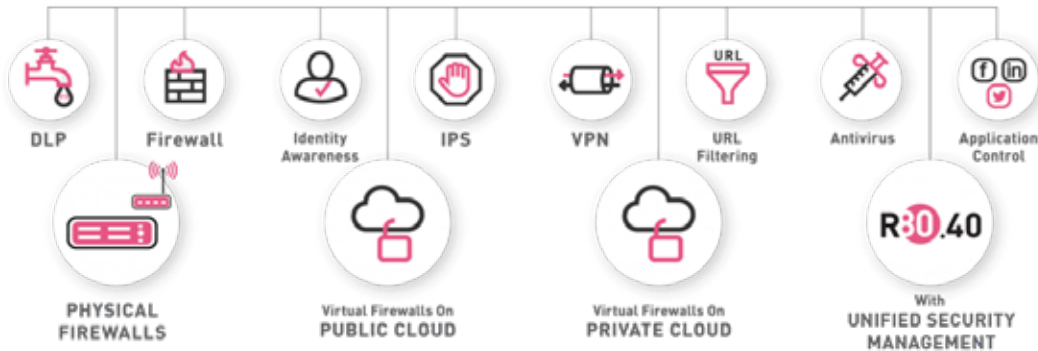 URL
f in
DLP
Firewall
Identity
Awareness
IPS
VPN
URL
Filtering
Antivirus
Application
Control
R80.40
PHYSICAL
FIREWALLS
Virtual Firewalls On
PUBLIC CLOUD
Virtual Firewalls On
PRIVATE CLOUD
With
UNIFIED SECURITY
MANAGEMENT